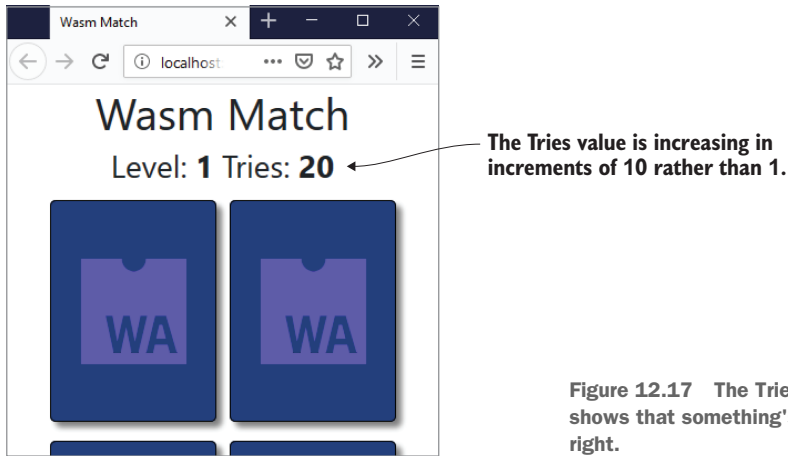 Wasm Match
localhost
Wasm Match
Level: 1 Tries: 20
The Tries value is increasing in
increments of 10 rather than 1.
WA WA
Figure 12.17 The Trie
shows that something'
right.